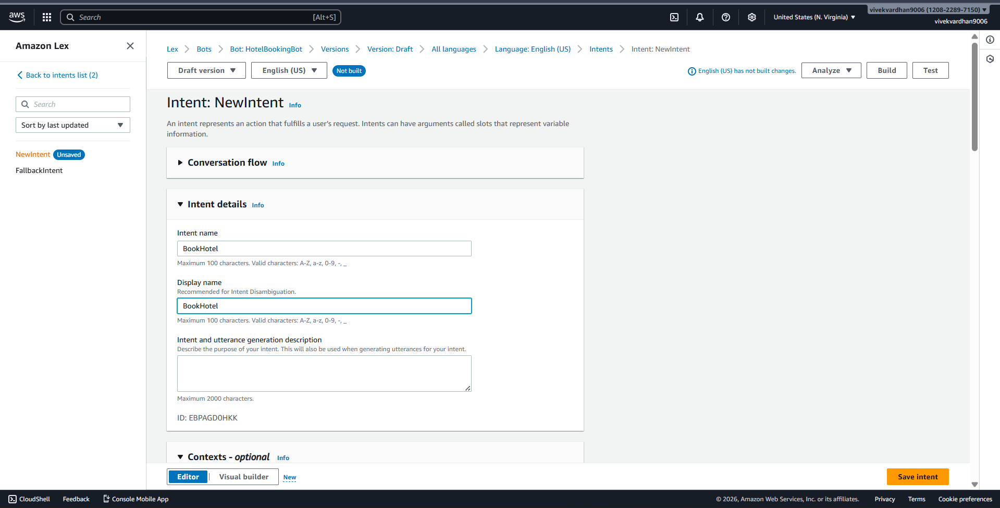 aws
Search [Alt+S]
United States (N. Virginia)
vivekvardhan9006 (1208-2289-7150)
vivekvardhan9006
Amazon Lex
Back to intents list (2)
Search
Sort by last updated
NewIntent Unsaved
FallbackIntent
Lex Bots Bot: HotelBookingBot Versions Version: Draft All languages Language: English (US) Intents Intent: NewIntent
Draft version English (US) Not built
English (US) has not built changes. Analyze Build Test
Intent: NewIntent Info
An intent represents an action that fulfills a user's request. Intents can have arguments called slots that represent variable
information.
Conversation flow Info
Intent details Info
Intent name
BookHotel
Maximum 100 characters. Valid characters: A-Z, a-z, 0-9, -, _
Display name
Recommended for Intent Disambiguation.
BookHotel
Maximum 100 characters. Valid characters: A-Z, a-z, 0-9, -, _
Intent and utterance generation description
Describe the purpose of your intent. This will also be used when generating utterances for your intent.
Maximum 2000 characters.
ID: EBPAGD0HKK
Contexts - optional Info
Editor Visual builder New
Save intent
CloudShell Feedback Console Mobile App
© 2026, Amazon Web Services, Inc. or its affiliates. Privacy Terms Cookie preferences